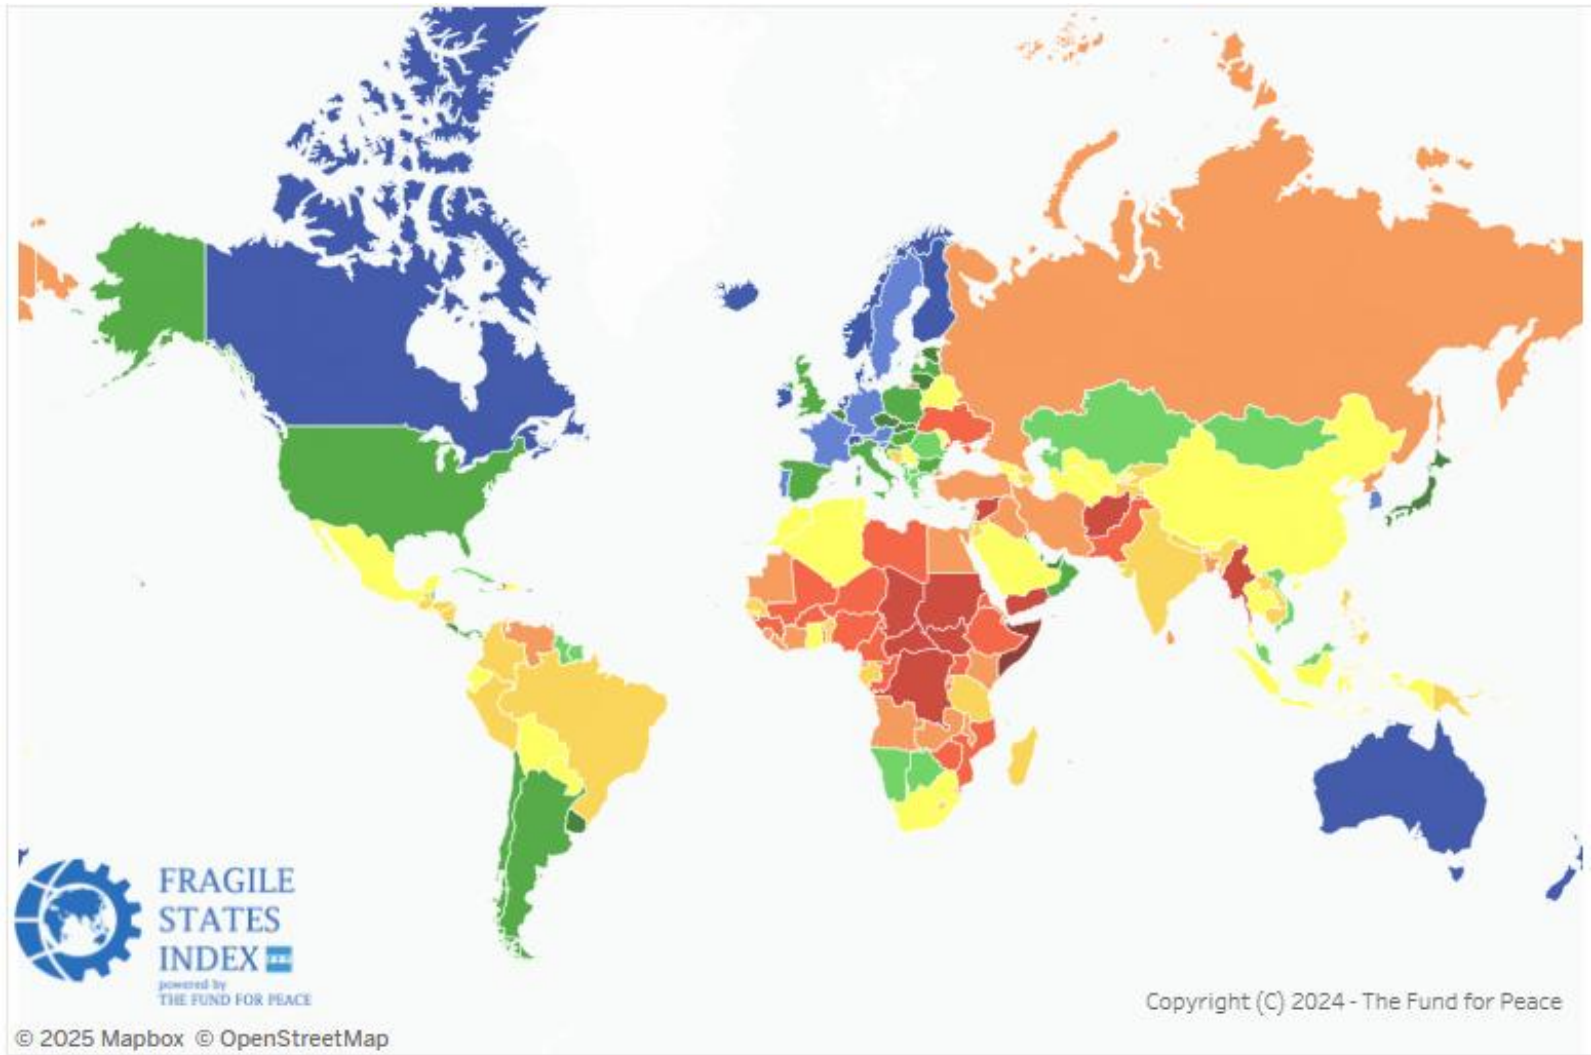 FRAGILE
STATES
INDEX
powered by
THE FUND FOR PEACE
Copyright (C) 2024 - The Fund for Peace
© 2025 Mapbox © OpenStreetMap